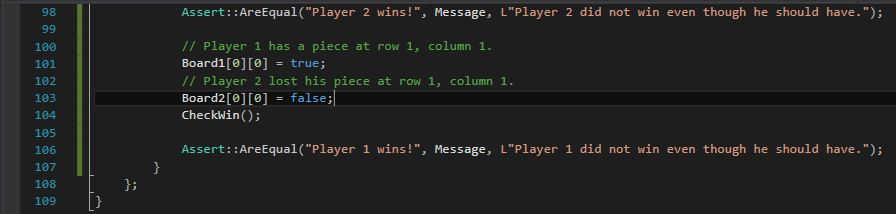 98 Assert::AreEqual("Player 2 wins!", Message, L"Player 2 did not win even though he should have.");
99
100 // Player 1 has a piece at row 1, column 1.
101 Board1[0][0] = true;
102 // Player 2 lost his piece at row 1, column 1.
103 Board2[0][0] = false;
104 CheckWin();
105
106 Assert::AreEqual("Player 1 wins!", Message, L"Player 1 did not win even though he should have.");
107 }
108 };
109 }